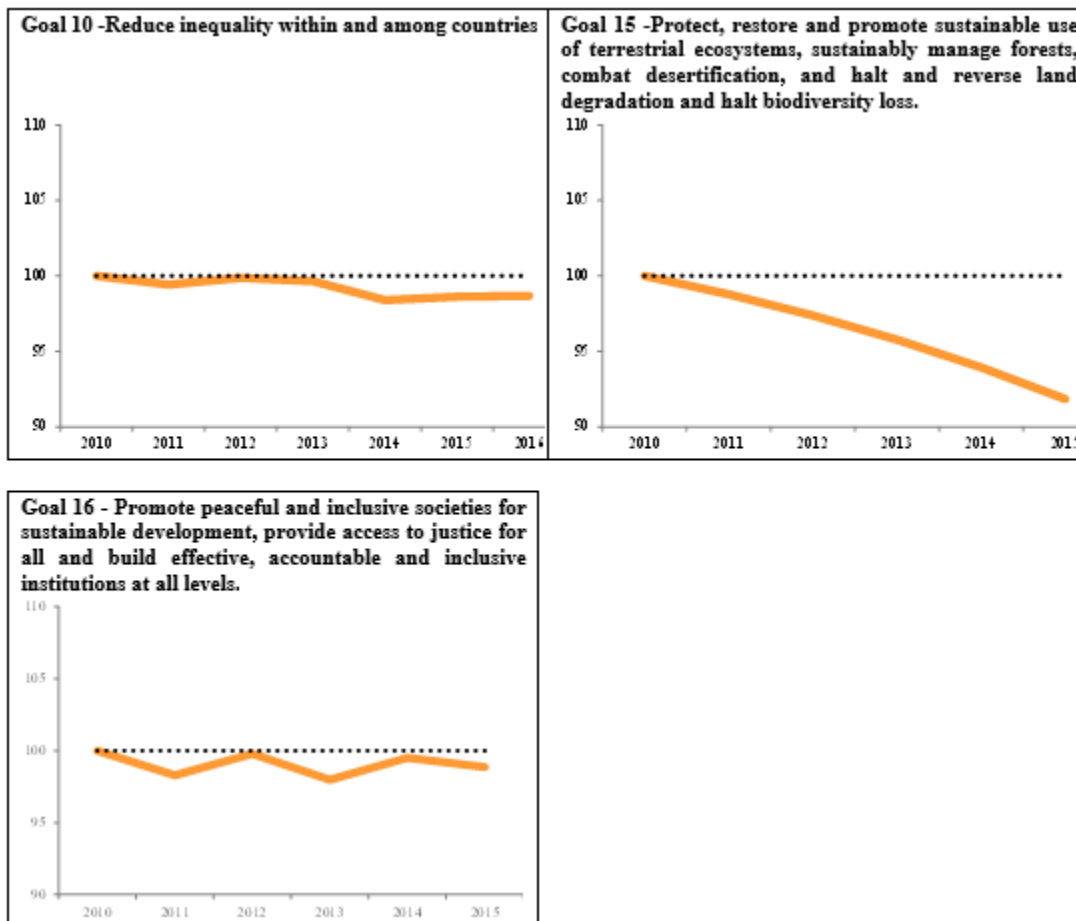 Goal 10 -Reduce inequality within and among countries
110
105
100
95
90
2010 2011 2012 2013 2014 2015 2016
Goal 15 -Protect, restore and promote sustainable use
of terrestrial ecosystems, sustainably manage forests,
combat desertification, and halt and reverse land
degradation and halt biodiversity loss.
110
105
100
95
90
2010 2011 2012 2013 2014 2015
Goal 16 - Promote peaceful and inclusive societies for
sustainable development, provide access to justice for
all and build effective, accountable and inclusive
institutions at all levels.
110
105
100
95
90
2010 2011 2012 2013 2014 2015